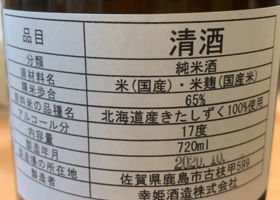 品目 清酒
分類 純米酒
原材料名 米(国産)・米麹(国産米)
精米歩合 65%
原料米の品種名 北海道産きたしずく100%使用
アルコール分 17度
内容量 720ml
製造年月 2020.10.
製造場の所在地 佐賀県鹿島市古枝甲599
製造者 幸姫酒造株式会社